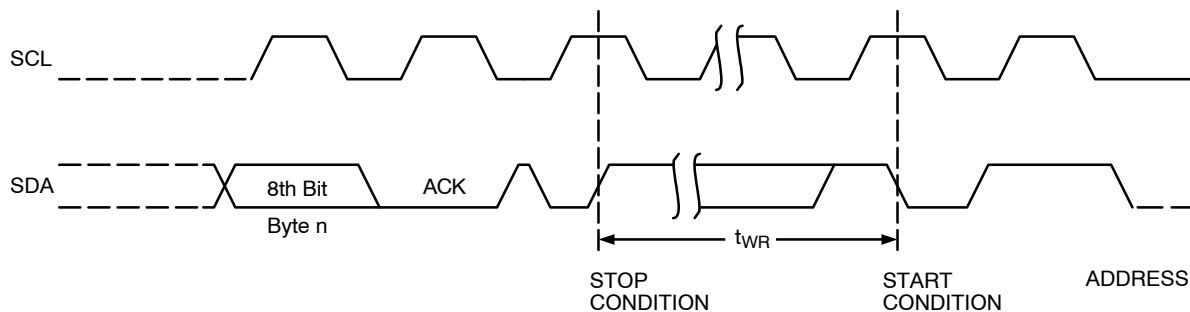 SCL
SDA
8th Bit
ACK
Byte n
tWR
STOP
CONDITION
START
CONDITION
ADDRESS